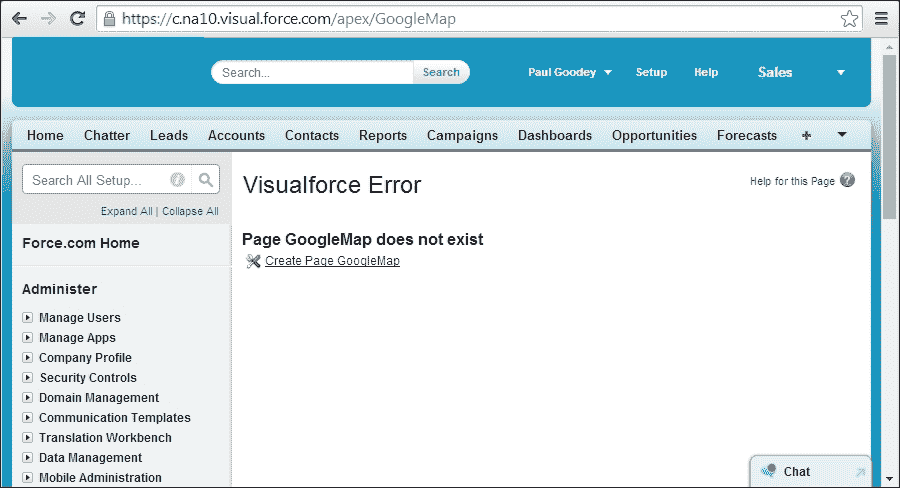 https://c.na10.visual.force.com/apex/GoogleMap
Search... Search Paul Goodey Setup Help Sales
Home Chatter Leads Accounts Contacts Reports Campaigns Dashboards Opportunities Forecasts +
Search All Setup...
Expand All | Collapse All
Force.com Home
Administer
Manage Users
Manage Apps
Company Profile
Security Controls
Domain Management
Communication Templates
Translation Workbench
Data Management
Mobile Administration
Visualforce Error
Help for this Page ?
Page GoogleMap does not exist
Create Page GoogleMap
Chat